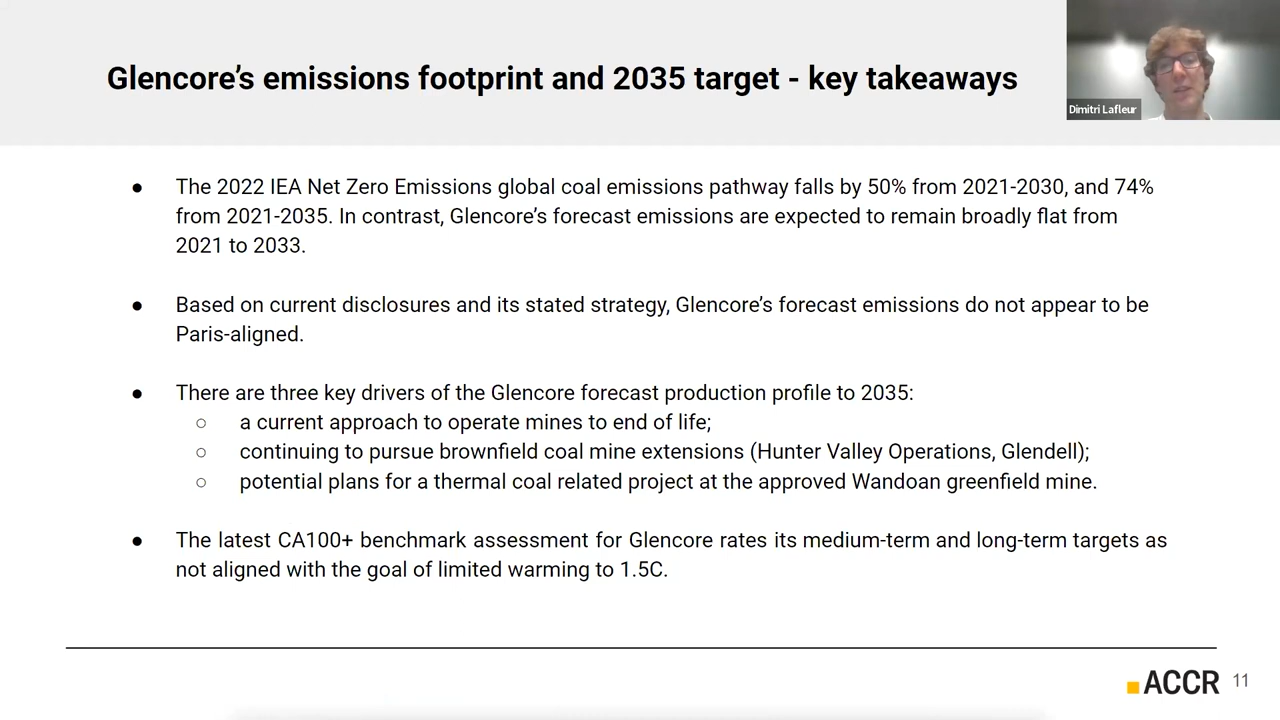 Glencore's emissions footprint and 2035 target - key takeaways
Dimitri Lafleur
● The 2022 IEA Net Zero Emissions global coal emissions pathway falls by 50% from 2021-2030, and 74%
from 2021-2035. In contrast, Glencore's forecast emissions are expected to remain broadly flat from
2021 to 2033.
● Based on current disclosures and its stated strategy, Glencore's forecast emissions do not appear to be
Paris-aligned.
● There are three key drivers of the Glencore forecast production profile to 2035:
○ a current approach to operate mines to end of life;
○ continuing to pursue brownfield coal mine extensions (Hunter Valley Operations, Glendell);
○ potential plans for a thermal coal related project at the approved Wandoan greenfield mine.
● The latest CA100+ benchmark assessment for Glencore rates its medium-term and long-term targets as
not aligned with the goal of limited warming to 1.5C.
ACCR 11